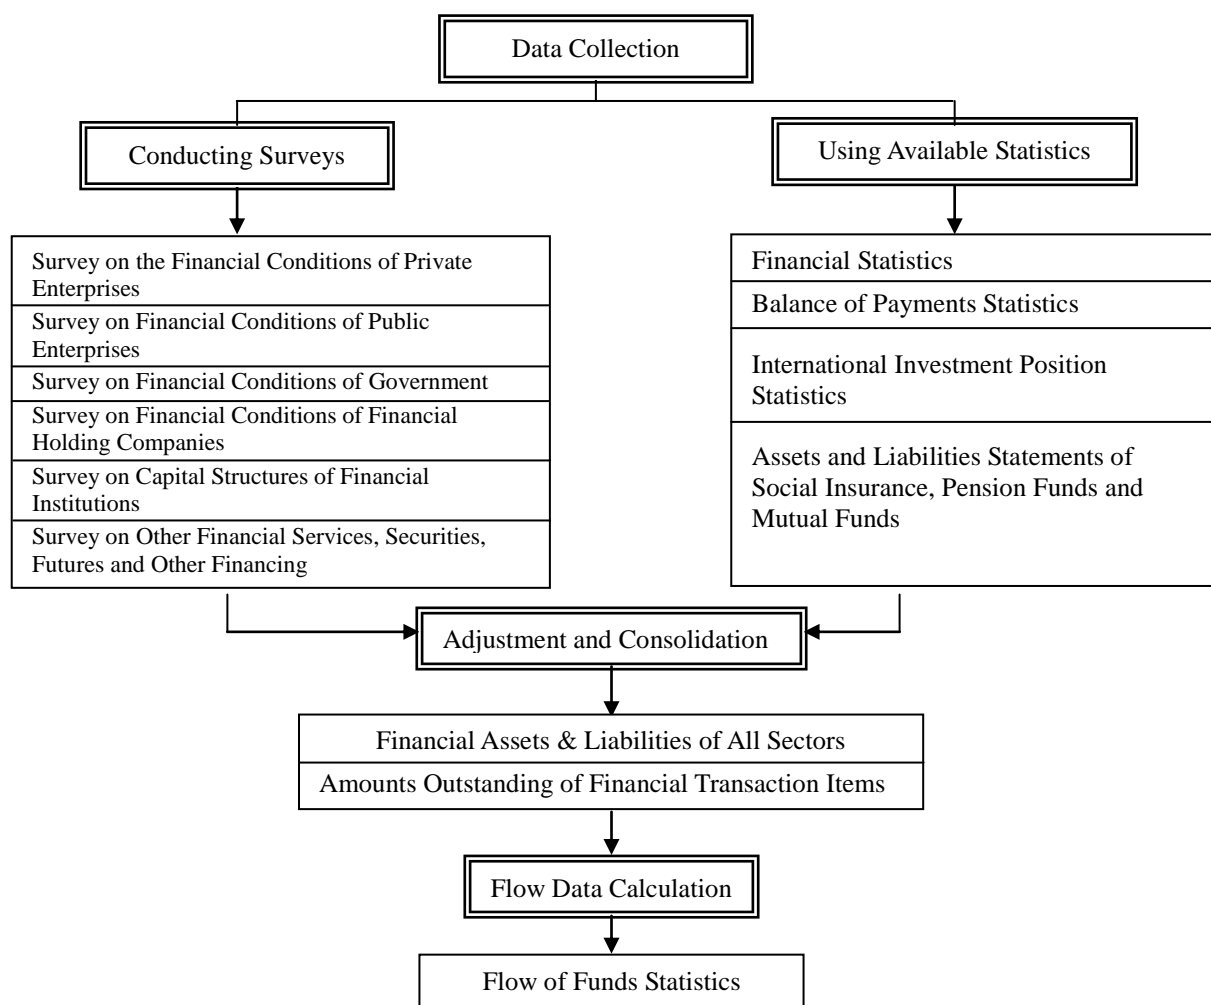 Data Collection
Conducting Surveys
Using Available Statistics
Survey on the Financial Conditions of Private
Enterprises
Survey on Financial Conditions of Public
Enterprises
Survey on Financial Conditions of Government
Survey on Financial Conditions of Financial
Holding Companies
Survey on Capital Structures of Financial
Institutions
Survey on Other Financial Services, Securities,
Futures and Other Financing
Financial Statistics
Balance of Payments Statistics
International Investment Position
Statistics
Assets and Liabilities Statements of
Social Insurance, Pension Funds and
Mutual Funds
Adjustment and Consolidation
Financial Assets & Liabilities of All Sectors
Amounts Outstanding of Financial Transaction Items
Flow Data Calculation
Flow of Funds Statistics